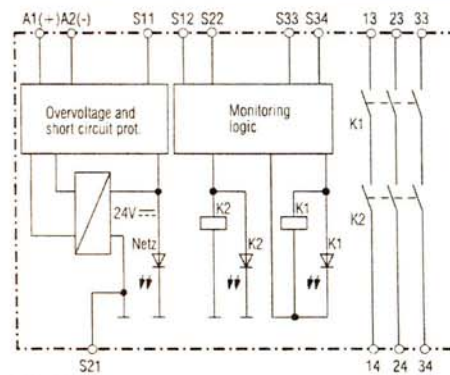 A1(+) A2(-) S11 S12 S22 S33 S34 13 23 33
Overvoltage and
short circuit prot.
Monitoring
logic
K1
24V
K2
K1
K2
Netz
K2
K1
S21
14 24 34